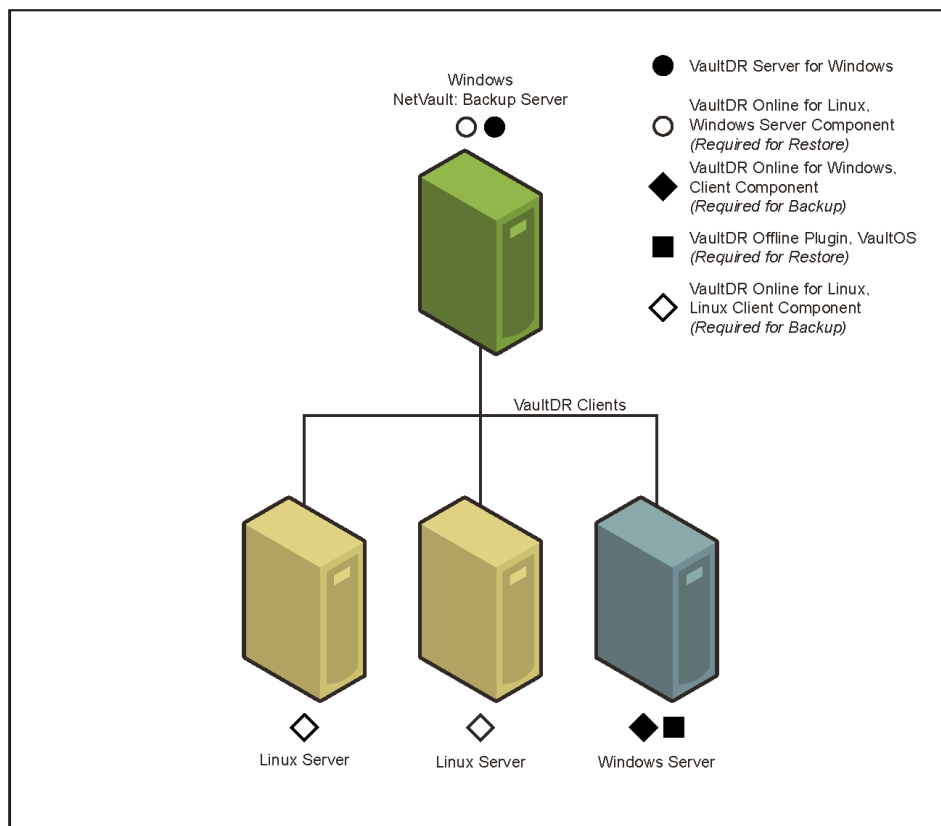 Windows
NetVault: Backup Server
VaultDR Server for Windows
VaultDR Online for Linux,
Windows Server Component
(Required for Restore)
VaultDR Online for Windows,
Client Component
(Required for Backup)
VaultDR Offline Plugin, VaultOS
(Required for Restore)
VaultDR Online for Linux,
Linux Client Component
(Required for Backup)
VaultDR Clients
Linux Server
Linux Server
Windows Server